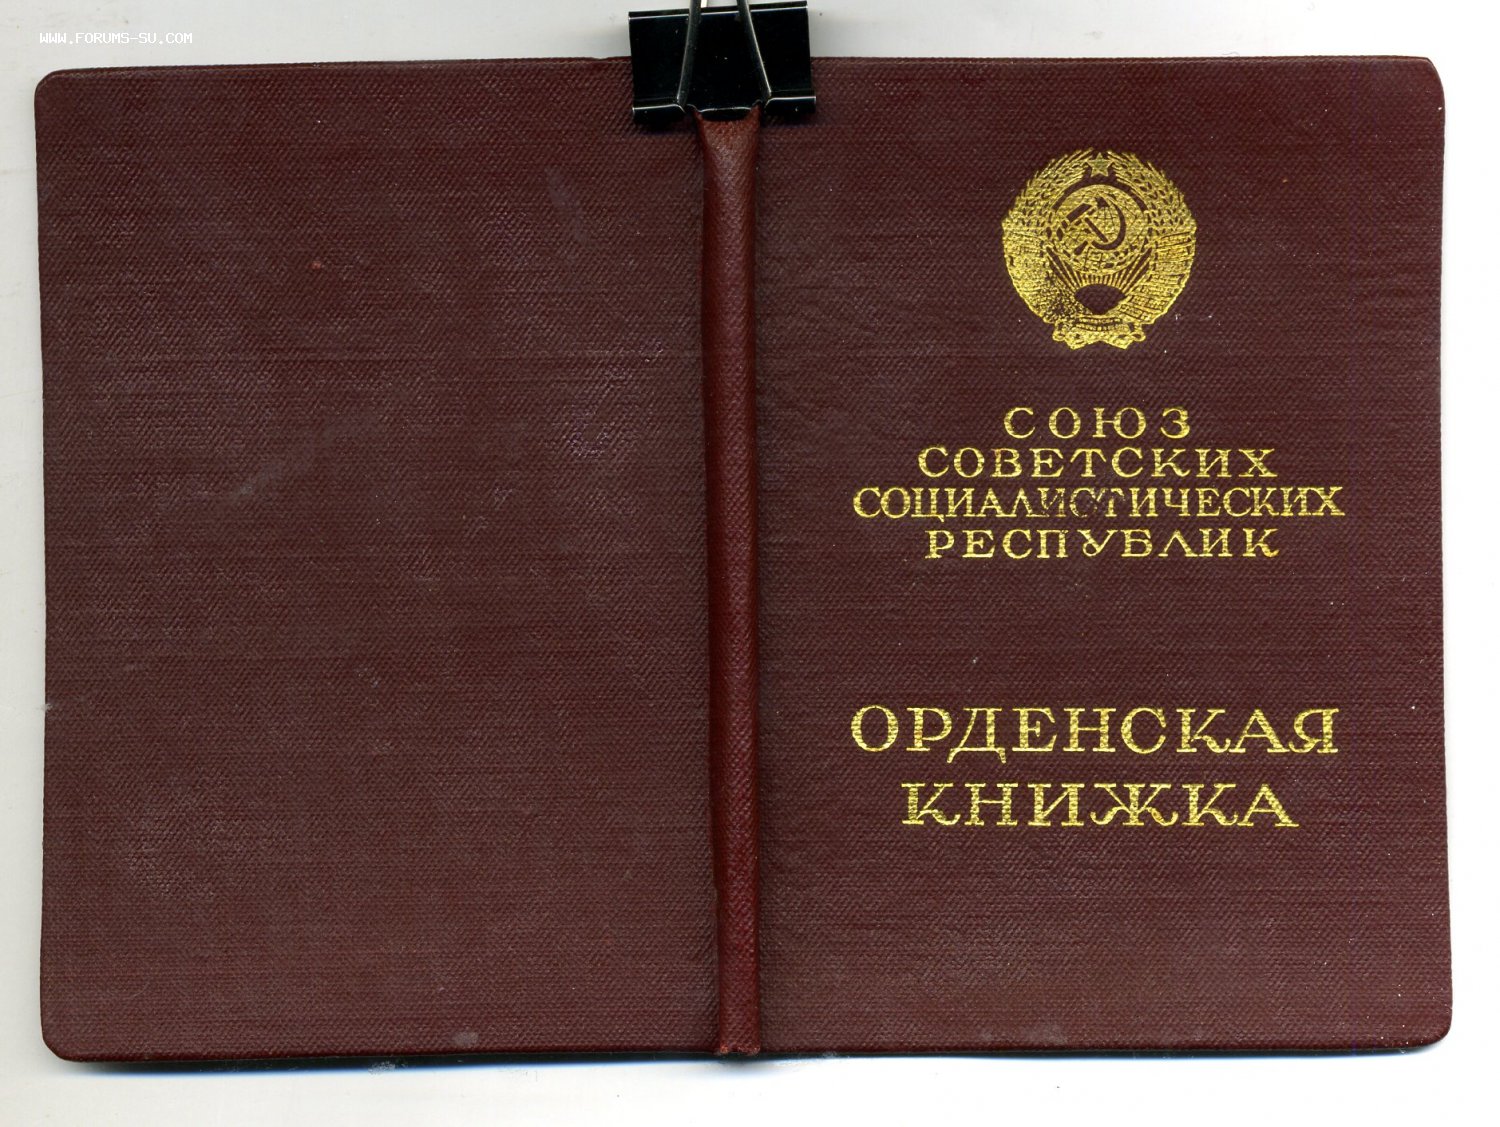 WWW.FORUMS-SU.COM
СОЮЗ
СОВЕТСКИХ
СОЦИАЛИСТИЧЕСКИХ
РЕСПУБЛИК
ОРДЕНСКАЯ
КНИЖКА